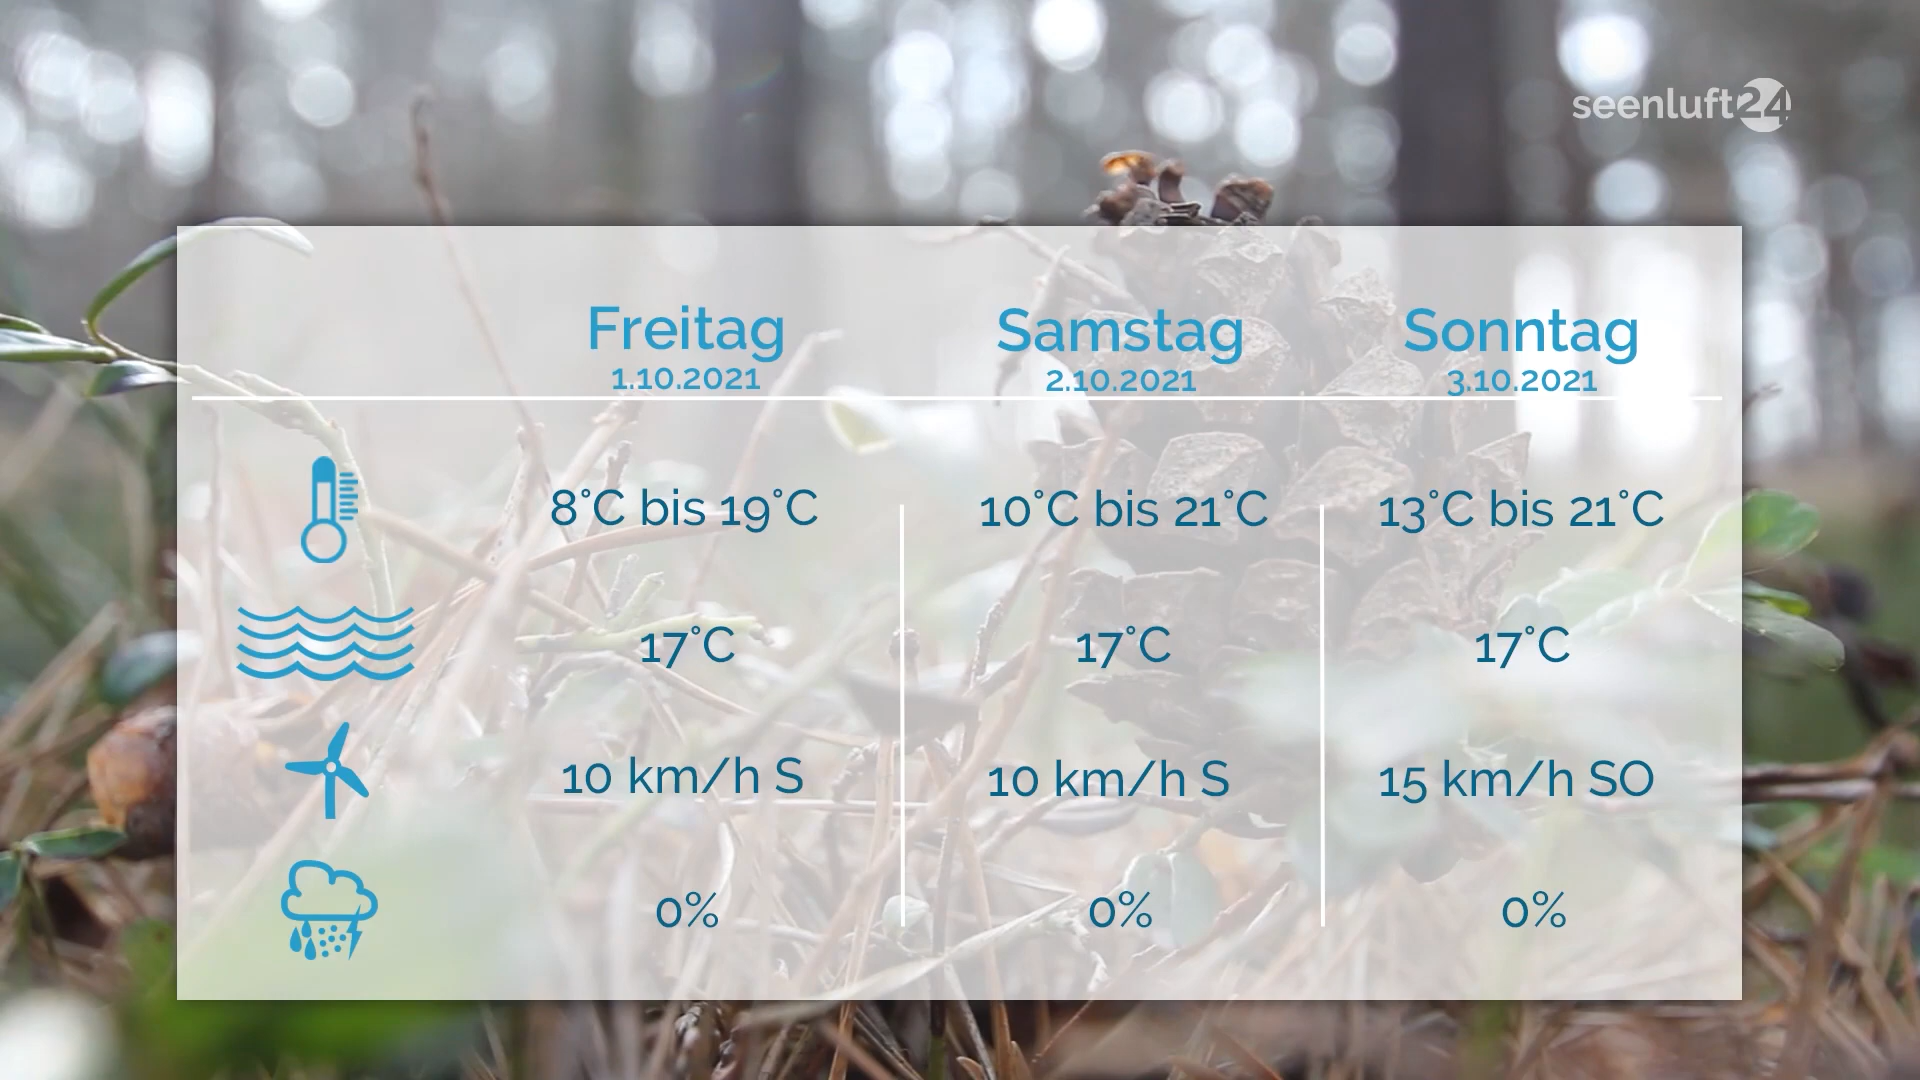 seenluft24
Freitag Samstag Sonntag
1.10.2021 2.10.2021 3.10.2021
8°C bis 19°C 10°C bis 21°C 13°C bis 21°C
17°C 17°C 17°C
10 km/h S 10 km/h S 15 km/h SO
0% 0% 0%